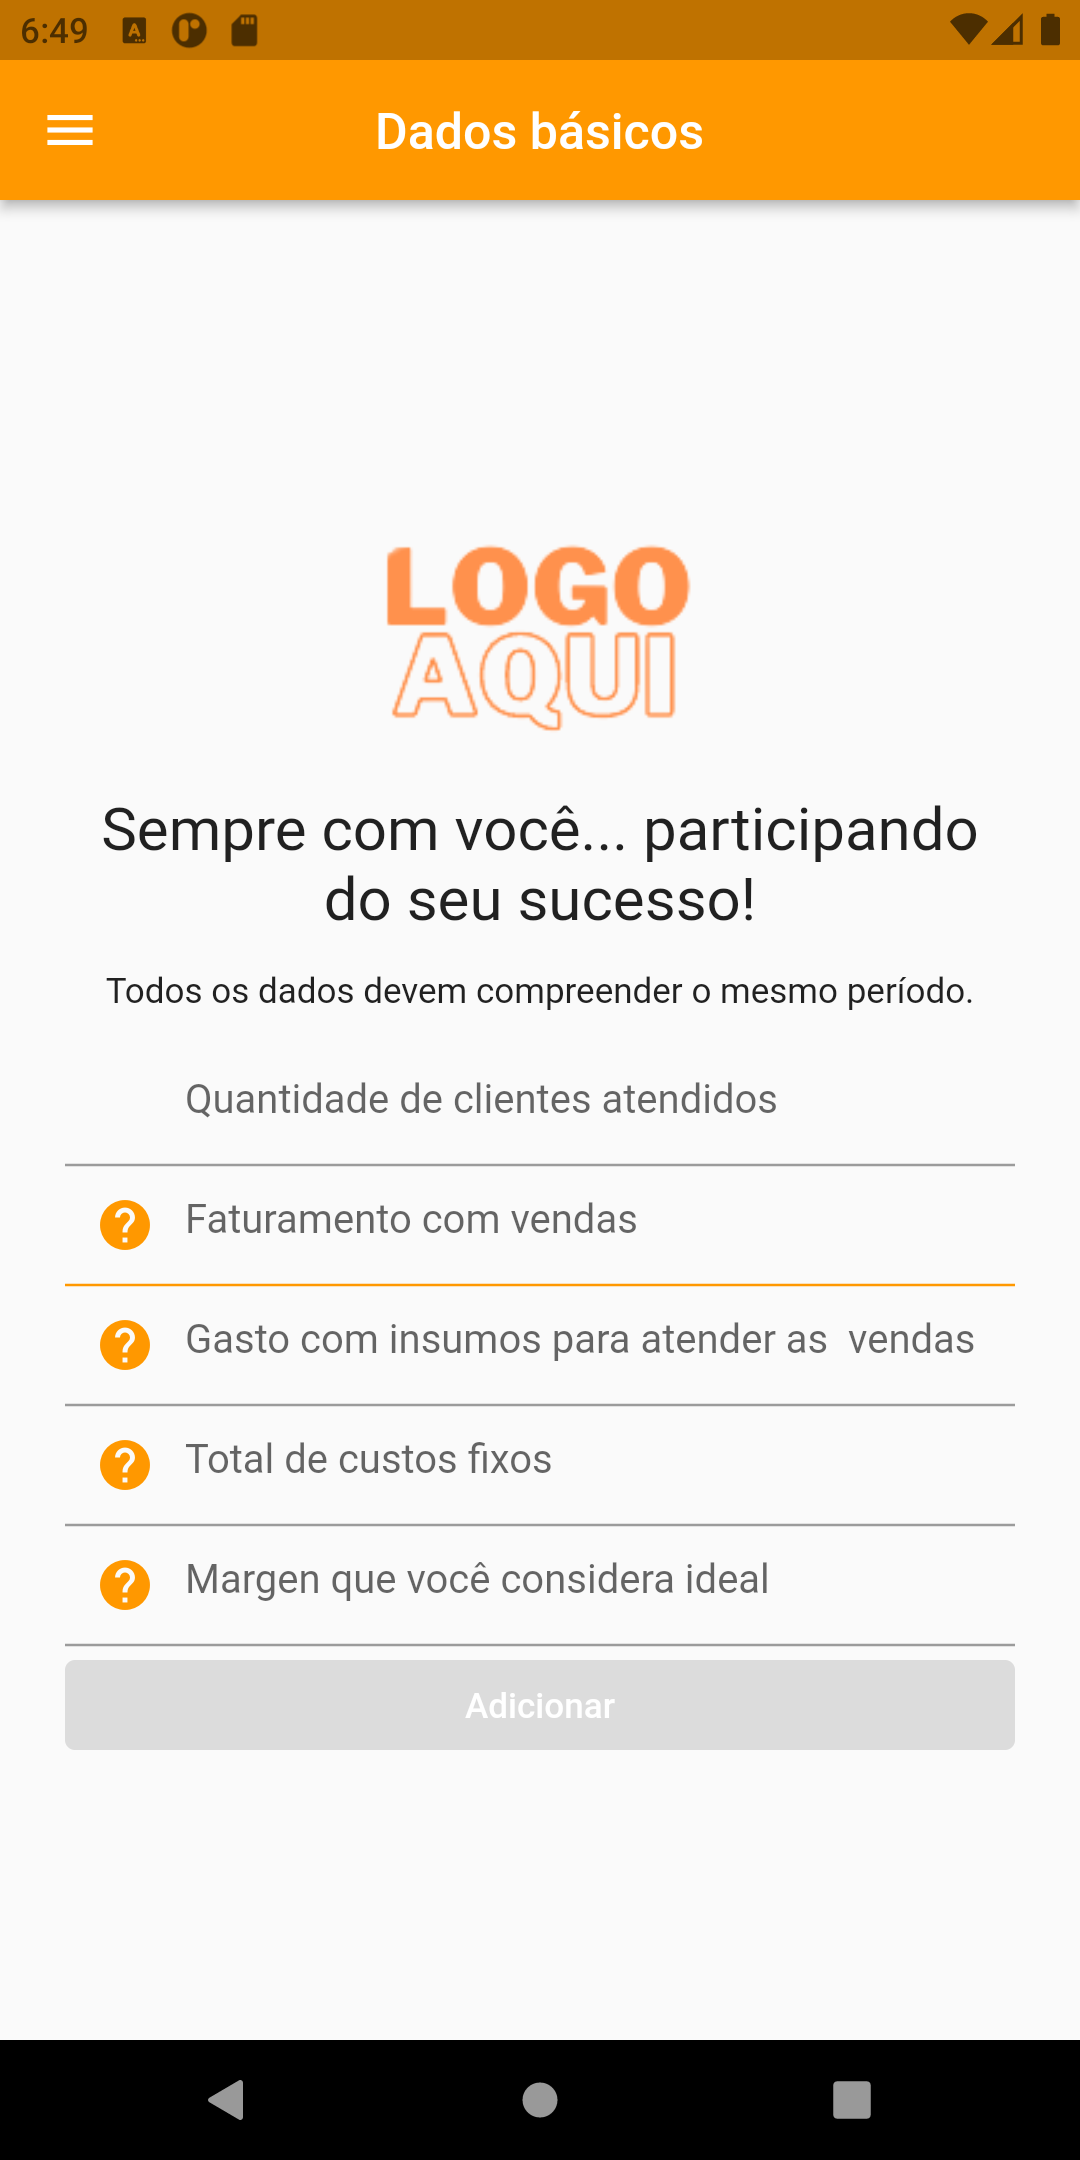 6:49
Dados básicos
LOGO
AQUI
Sempre com você... participando
do seu sucesso!
Todos os dados devem compreender o mesmo período.
Quantidade de clientes atendidos
Faturamento com vendas
Gasto com insumos para atender as  vendas
Total de custos fixos
Margen que você considera ideal
Adicionar